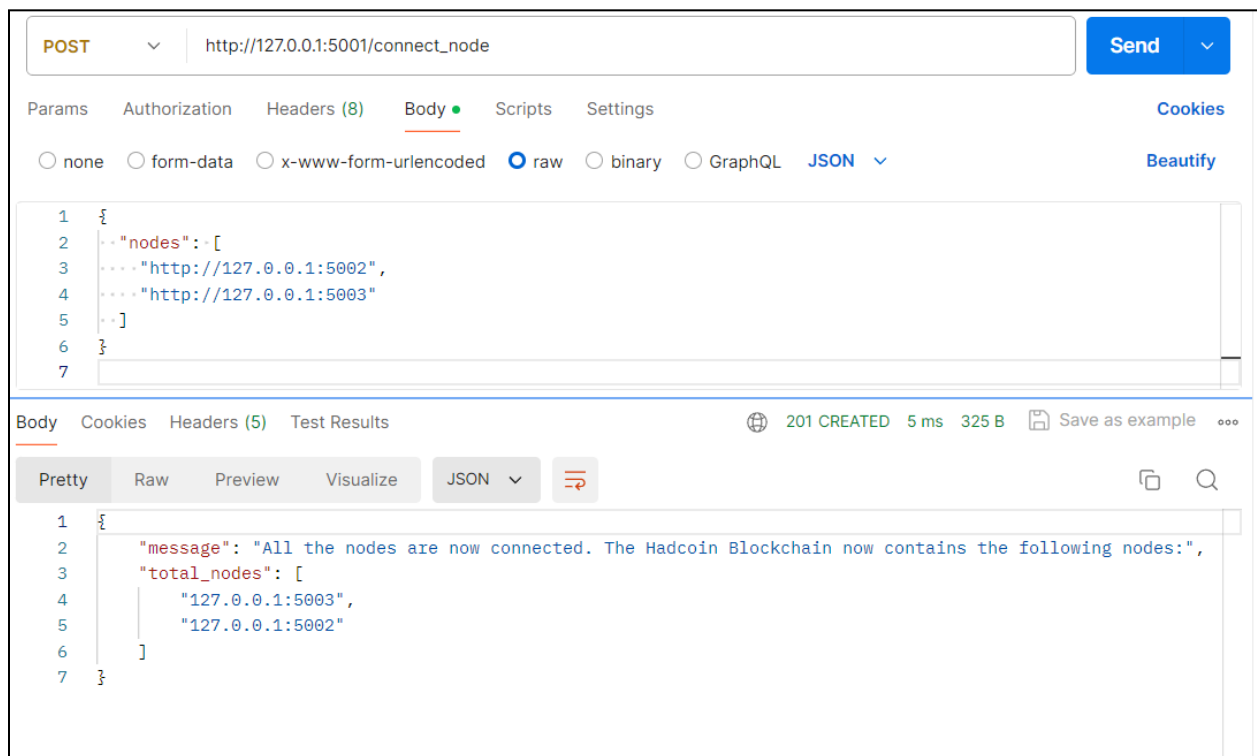 POST http://127.0.0.1:5001/connect_node Send
Params Authorization Headers (8) Body Scripts Settings Cookies
none form-data x-www-form-urlencoded raw binary GraphQL JSON Beautify
1 {
2 "nodes": [
3 "http://127.0.0.1:5002",
4 "http://127.0.0.1:5003"
5 ]
6 }
7
Body Cookies Headers (5) Test Results 201 CREATED 5 ms 325 B Save as example
Pretty Raw Preview Visualize JSON
1 {
2 "message": "All the nodes are now connected. The Hadcoin Blockchain now contains the following nodes:",
3 "total_nodes": [
4 "127.0.0.1:5003",
5 "127.0.0.1:5002"
6 ]
7 }